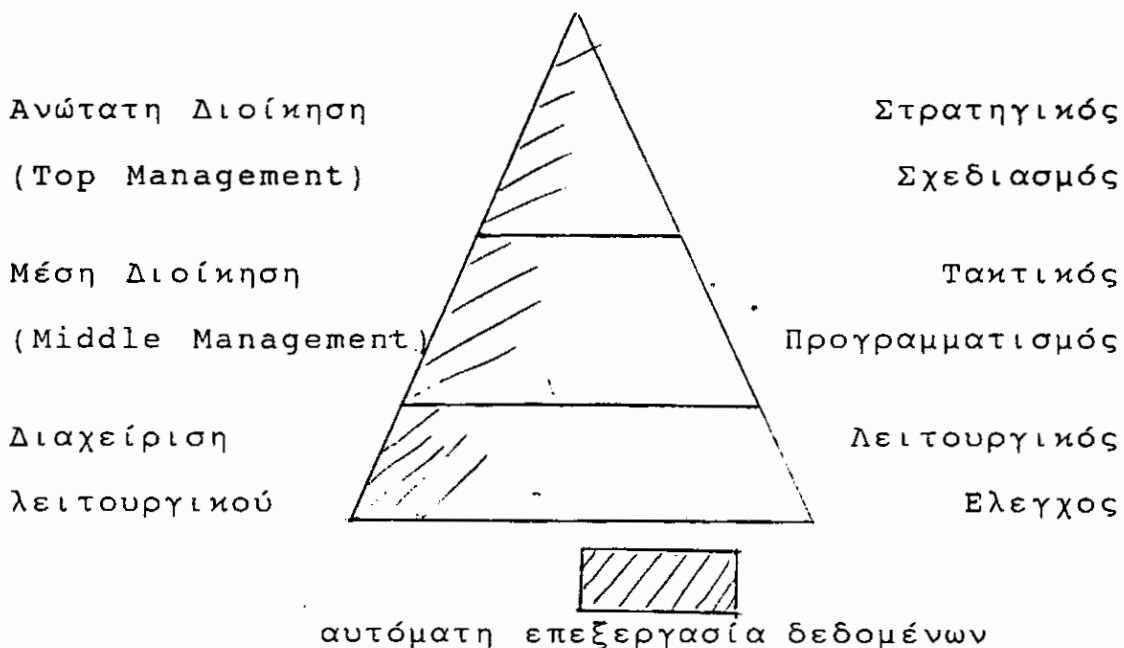 Ανώτατη Διοίκηση
Στρατηγικός
(Top Management)
Σχεδιασμός
Μέση Διοίκηση
Τακτικός
(Middle Management)
Προγραμματισμός
Διαχείριση
Λειτουργικός
λειτουργικού
Ελεγχος
αυτόματη επεξεργασία δεδομένων